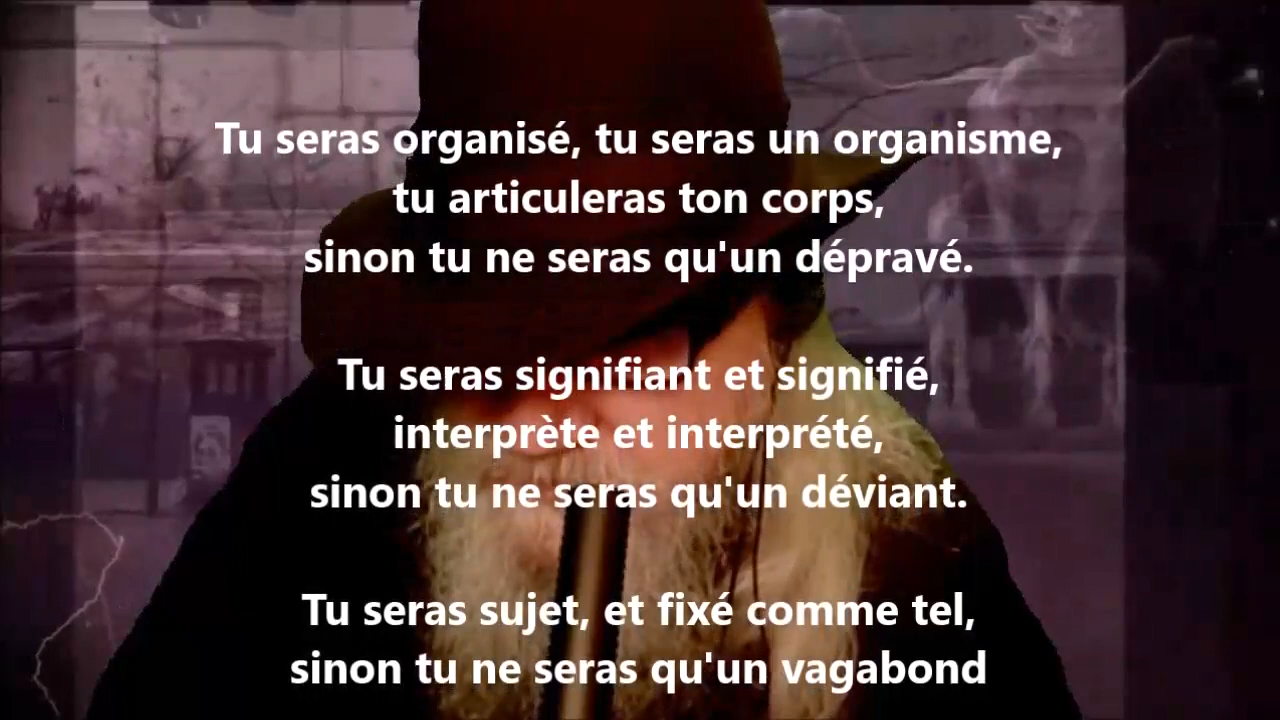 Tu seras organisé, tu seras un organisme,
tu articuleras ton corps,
sinon tu ne seras qu'un dépravé.
Tu seras signifiant et signifié,
interprète et interprété,
sinon tu ne seras qu'un déviant.
Tu seras sujet, et fixé comme tel,
sinon tu ne seras qu'un vagabond